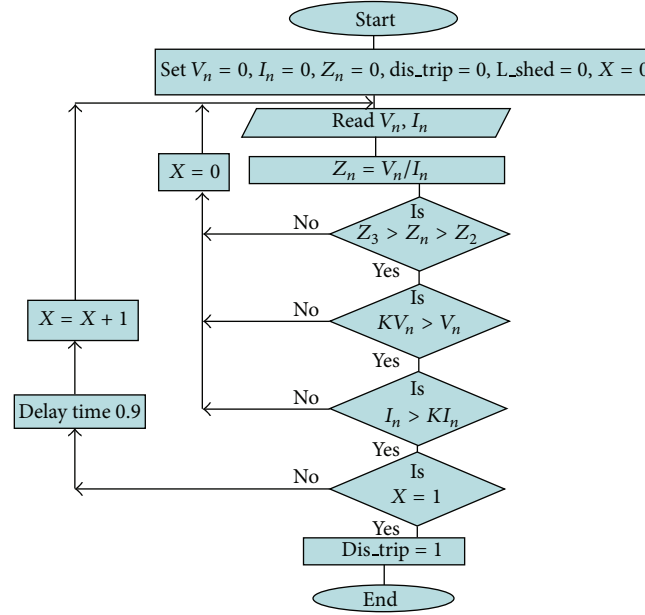 Start
Set Vn = 0, In = 0, Zn = 0, dis_trip = 0, L_shed = 0, X = 0
Read Vn, In
X = 0
Zn = Vn/In
Is
No
Z3 > Zn > Z2
Yes
X = X + 1
Is
No
KVn > Vn
Yes
Is
No
Delay time 0.9
In > KIn
Yes
Is
No
X = 1
Yes
Dis_trip = 1
End